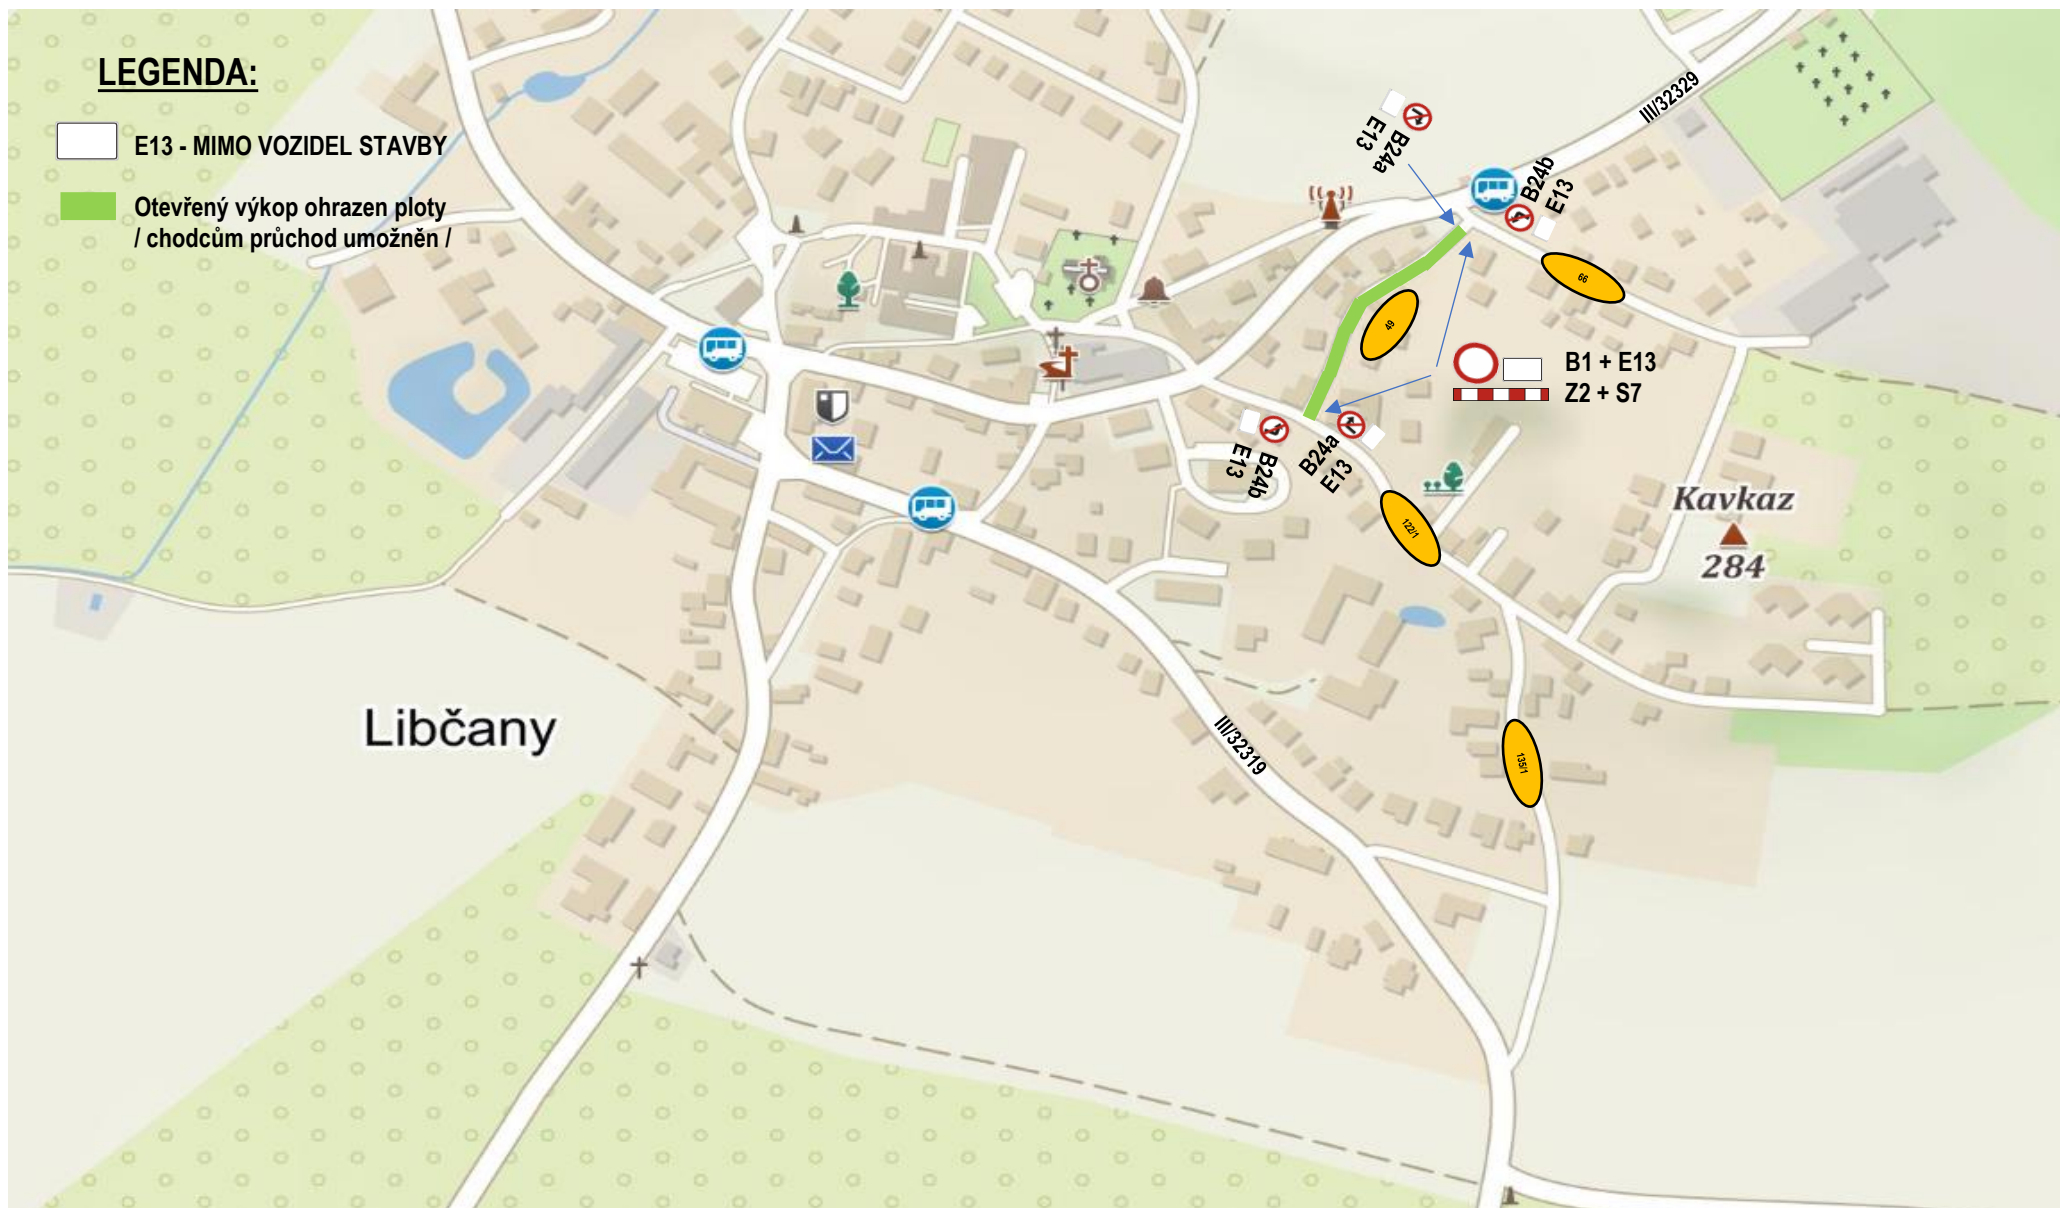 LEGENDA:
E13 - MIMO VOZIDEL STAVBY
Otevřený výkop ohrazen ploty
/ chodcům průchod umožněn /
III/32329
B24a
E13
B24b
E13
66
49
B1 + E13
Z2 + S7
B24b
E13
B24a
E13
122/1
Kavkaz
284
Libčany
III/32319
135/1